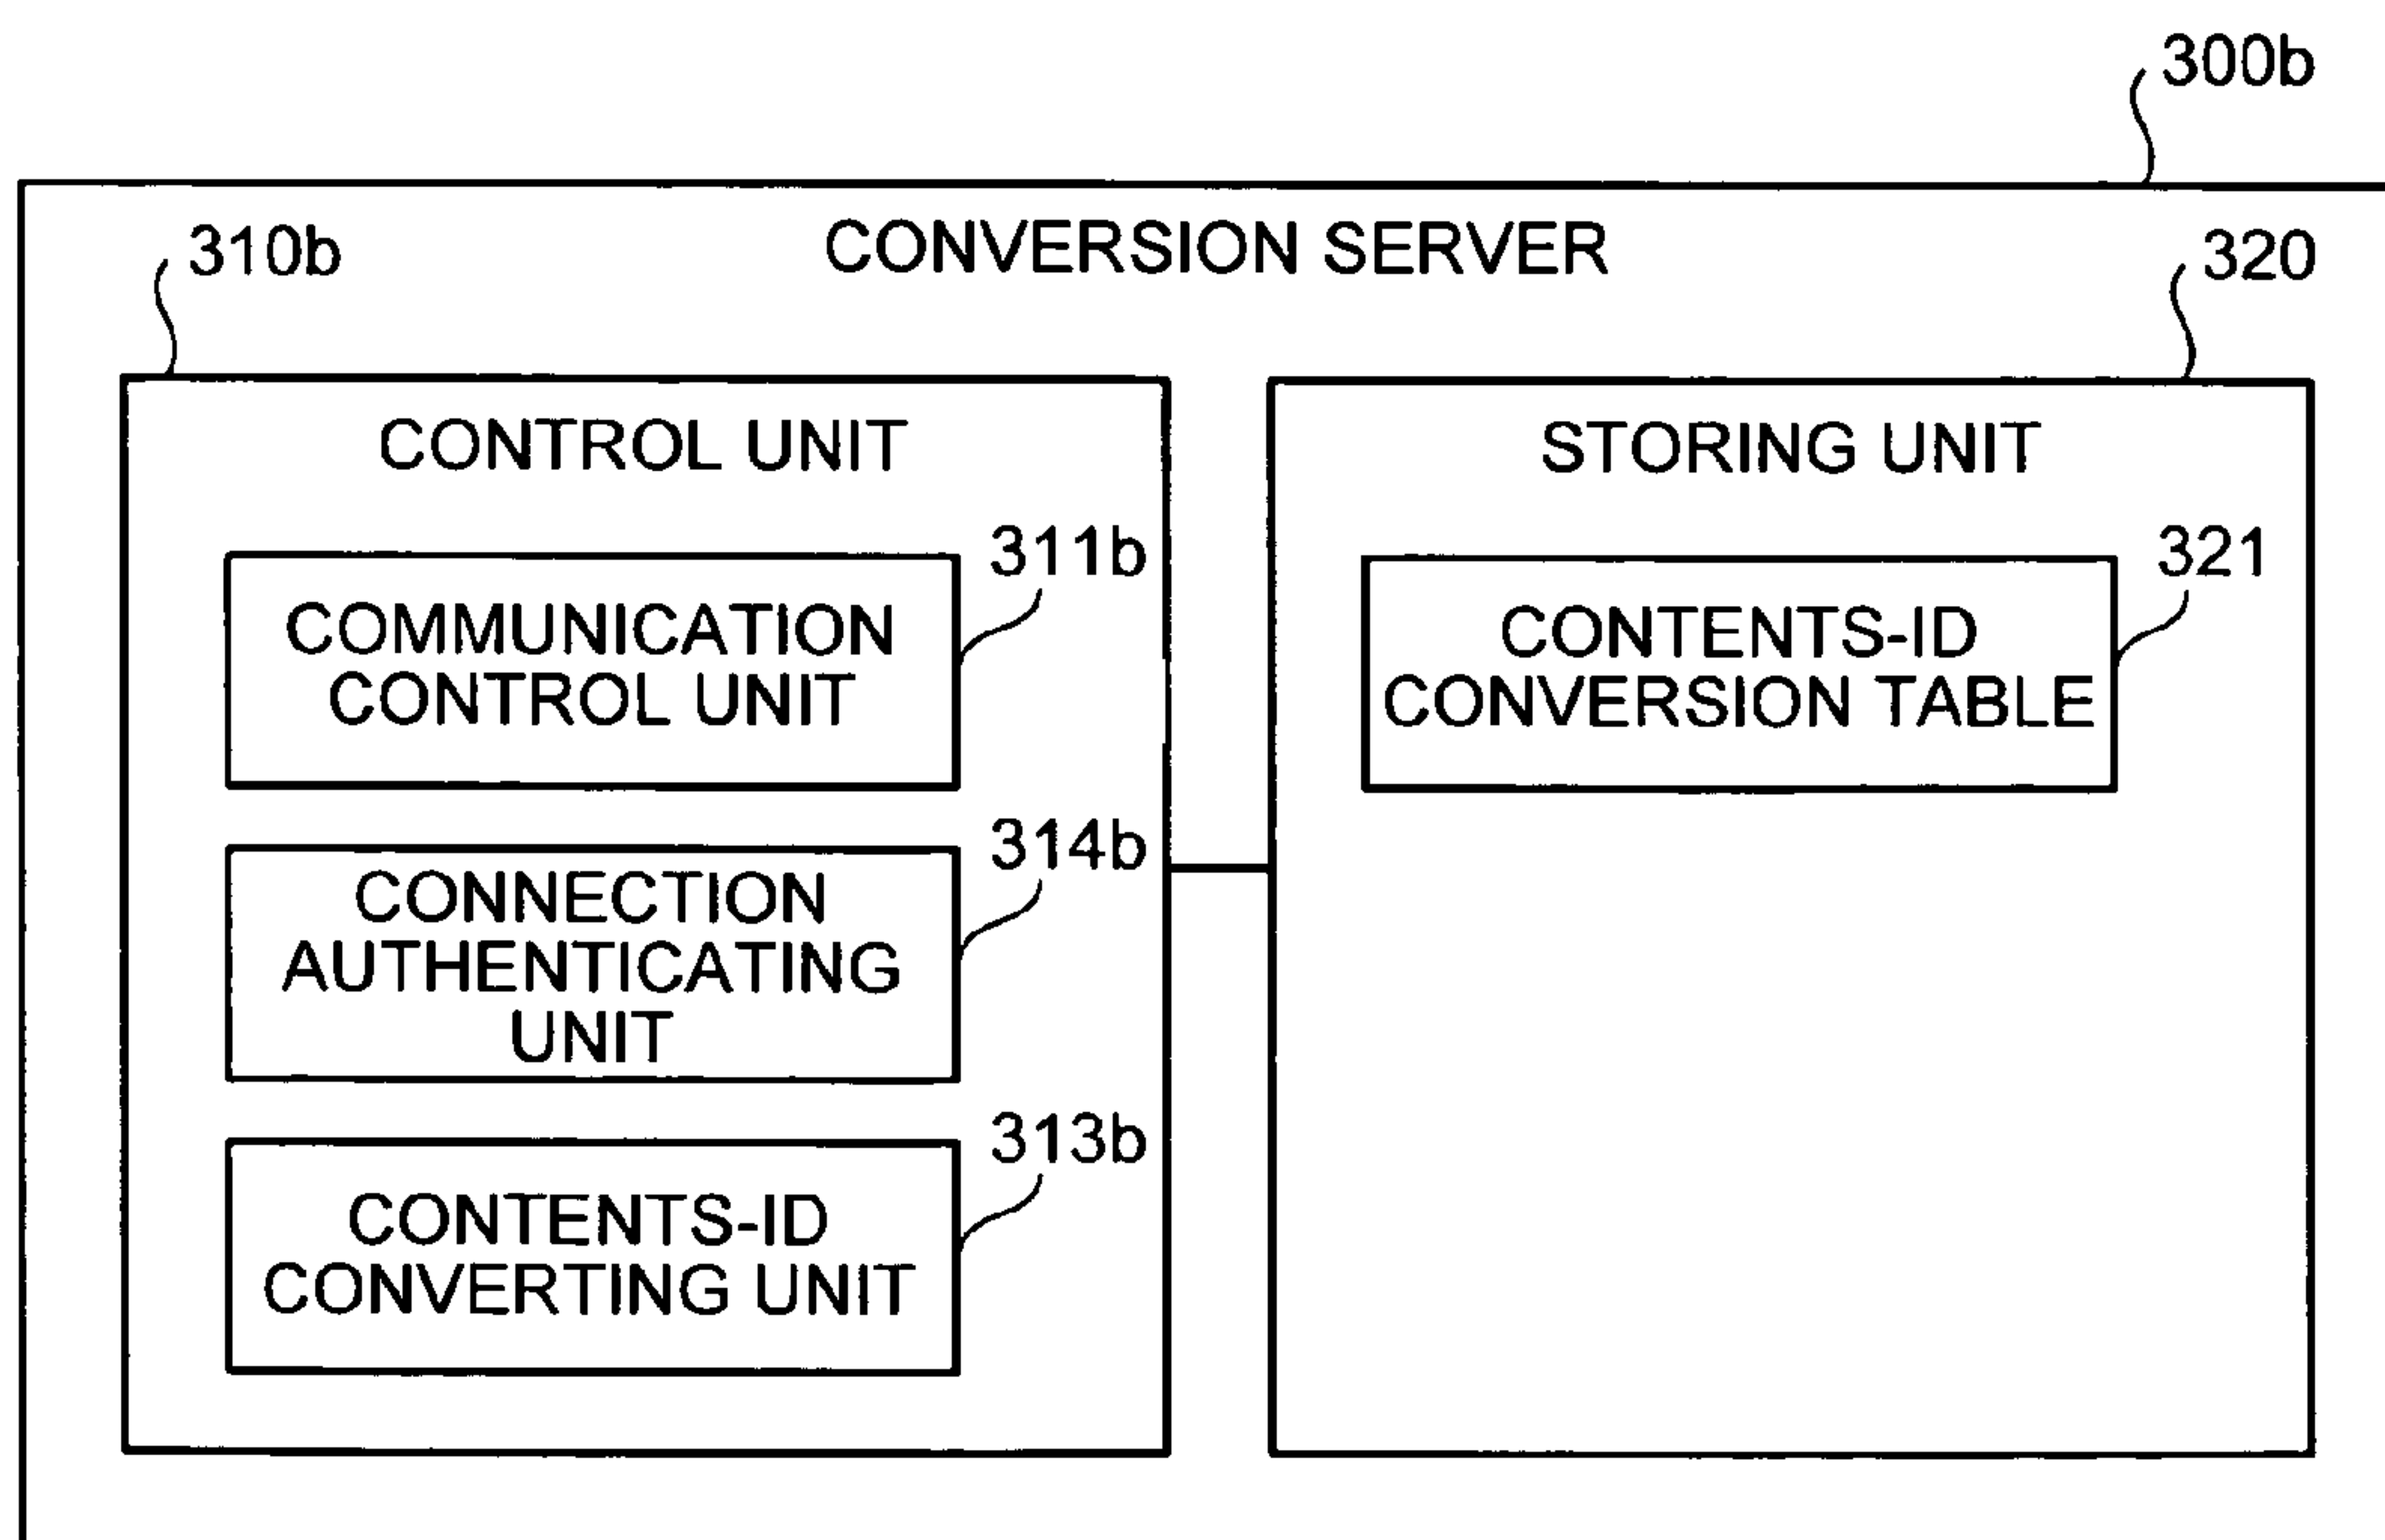 300b
CONVERSION SERVER
310b
320
CONTROL UNIT
STORING UNIT
311b
COMMUNICATION
CONTROL UNIT
321
CONTENTS-ID
CONVERSION TABLE
314b
CONNECTION
AUTHENTICATING
UNIT
313b
CONTENTS-ID
CONVERTING UNIT